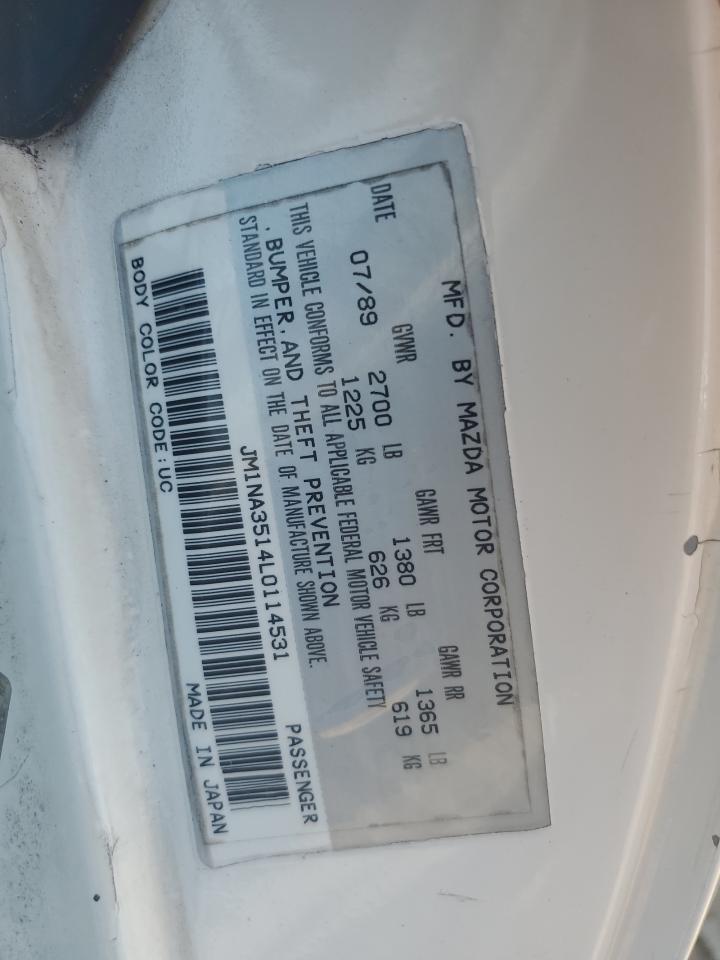 MFD. BY MAZDA MOTOR CORPORATION
DATE GVWR GAWR FRT GAWR RR
07/89 2700 LB 1380 LB 1365 LB
1225 KG 626 KG 619 KG
THIS VEHICLE CONFORMS TO ALL APPLICABLE FEDERAL MOTOR VEHICLE SAFETY
, BUMPER, AND THEFT PREVENTION
STANDARD IN EFFECT ON THE DATE OF MANUFACTURE SHOWN ABOVE.
JM1NA3514L0114531 PASSENGER
BODY COLOR CODE:UC MADE IN JAPAN